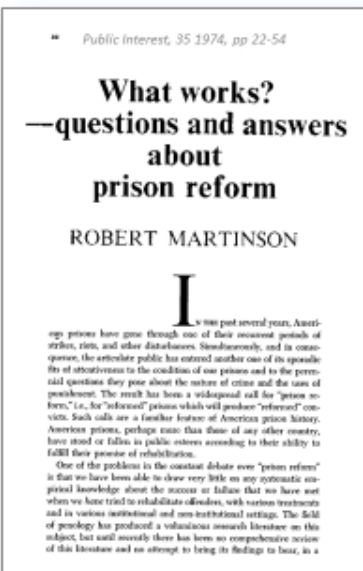 Public Interest, 35 1974, pp 22-54
What works?
—questions and answers
about
prison reform
ROBERT MARTINSON
IN THE past several years, Ameri-
can prisons have gone through one of their recurrent periods of
strikes, riots, and other disturbances. Simultaneously, and in conse-
quence, the articulate public has entered another one of its sporadic
fits of attentiveness to the condition of our prisons and to the peren-
nial questions they pose about the nature of crime and the uses of
punishment. The result has been a widespread call for "prison re-
form," i.e., for "reformed" prisons which will produce "reformed" con-
victs. Such calls are a familiar feature of American prison history.
American prisons, perhaps more than those of any other country,
have stood or fallen in public esteem according to their ability to
fulfill their promise of rehabilitation.
One of the problems in the constant debate over "prison reform"
is that we have been able to draw very little on any systematic em-
pirical knowledge about the success or failure that we have met
when we have tried to rehabilitate offenders, with various treatments
and in various institutional and non-institutional settings. The field
of penology has produced a voluminous research literature on this
subject, but until recently there has been no comprehensive review
of this literature and no attempt to bring its findings to bear, in a